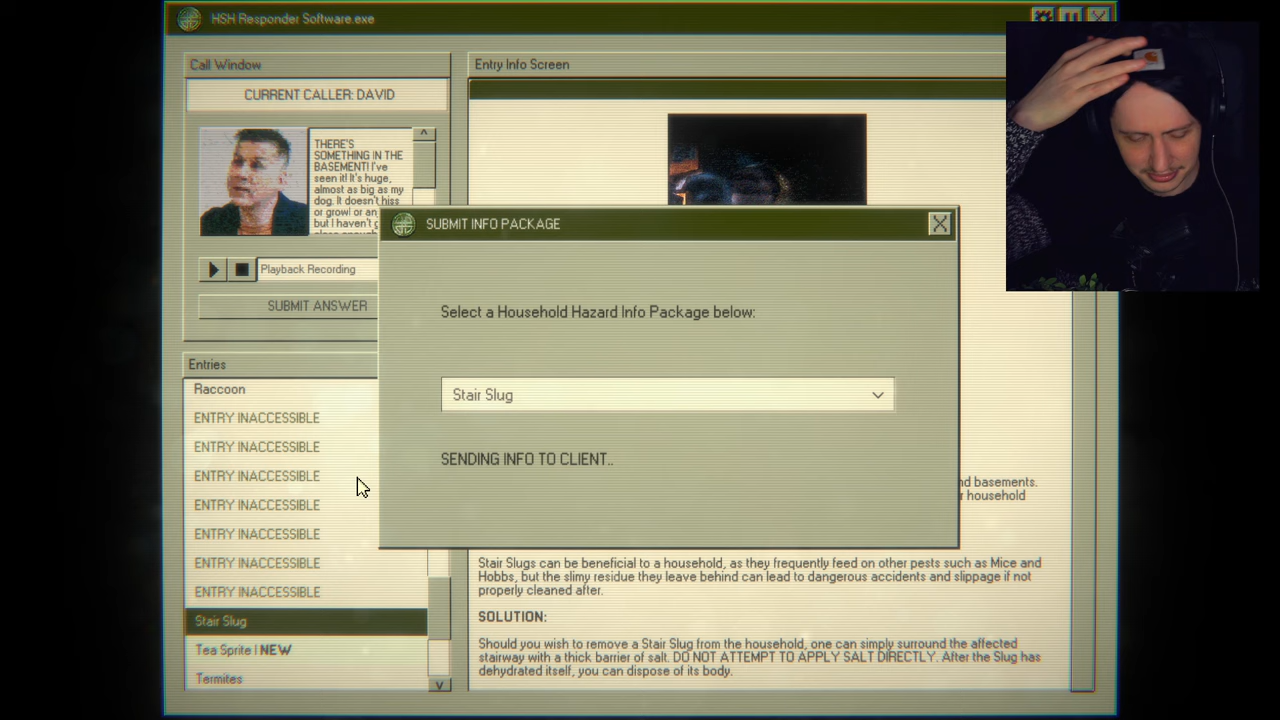 HSH Responder Software.exe
Call Window
CURRENT CALLER: DAVID
THERE'S
SOMETHING IN THE
BASEMENT! I've
seen it! It's huge,
almost as big as my
dog. It doesn't hiss
or growl or an
but I haven't
Playback Recording
SUBMIT ANSWER
Entries
Raccoon
ENTRY INACCESSIBLE
ENTRY INACCESSIBLE
ENTRY INACCESSIBLE
ENTRY INACCESSIBLE
ENTRY INACCESSIBLE
ENTRY INACCESSIBLE
ENTRY INACCESSIBLE
Stair Slug
Tea Sprite | NEW
Termites
Entry Info Screen
SUBMIT INFO PACKAGE
Select a Household Hazard Info Package below:
Stair Slug
SENDING INFO TO CLIENT..
nd basements.
r household
Stair Slugs can be beneficial to a household, as they frequently feed on other pests such as Mice and
Hobbs, but the slimy residue they leave behind can lead to dangerous accidents and slippage if not
properly cleaned after.
SOLUTION:
Should you wish to remove a Stair Slug from the household, one can simply surround the affected
stairway with a thick barrier of salt. DO NOT ATTEMPT TO APPLY SALT DIRECTLY. After the Slug has
dehydrated itself, you can dispose of its body.